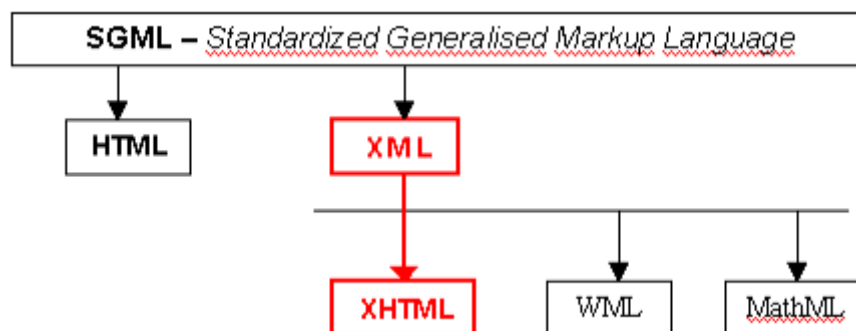 SGML – Standardized Generalised Markup Language
HTML XML
XHTML WML MathML